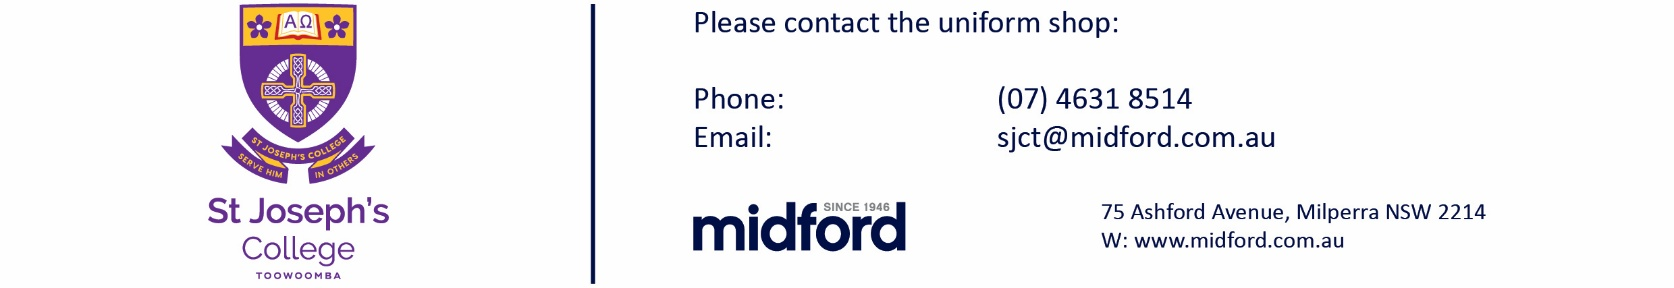 ΑΩ
ST JOSEPH'S COLLEGE
SERVE HIM IN OTHERS
St Joseph's
College
TOOWOOMBA
Please contact the uniform shop:
Phone: (07) 4631 8514
Email: sjct@midford.com.au
SINCE 1946
midford
75 Ashford Avenue, Milperra NSW 2214
W: www.midford.com.au